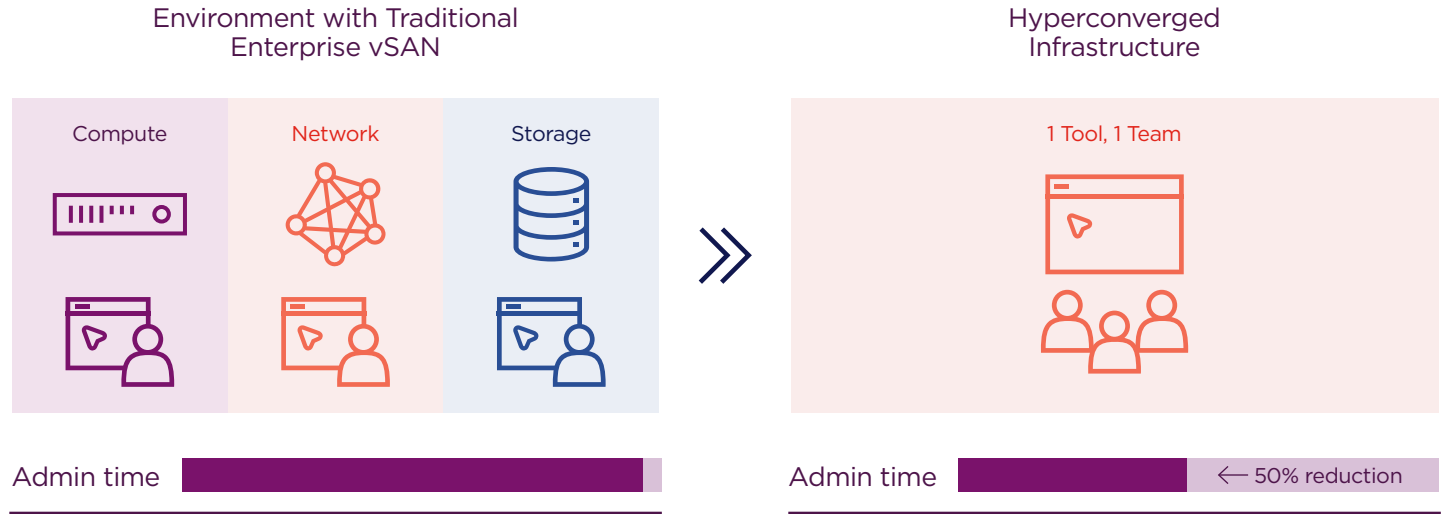 Environment with Traditional
Enterprise vSAN
Compute
Network
Storage
Admin time
Hyperconverged
Infrastructure
1 Tool, 1 Team
Admin time
← 50% reduction